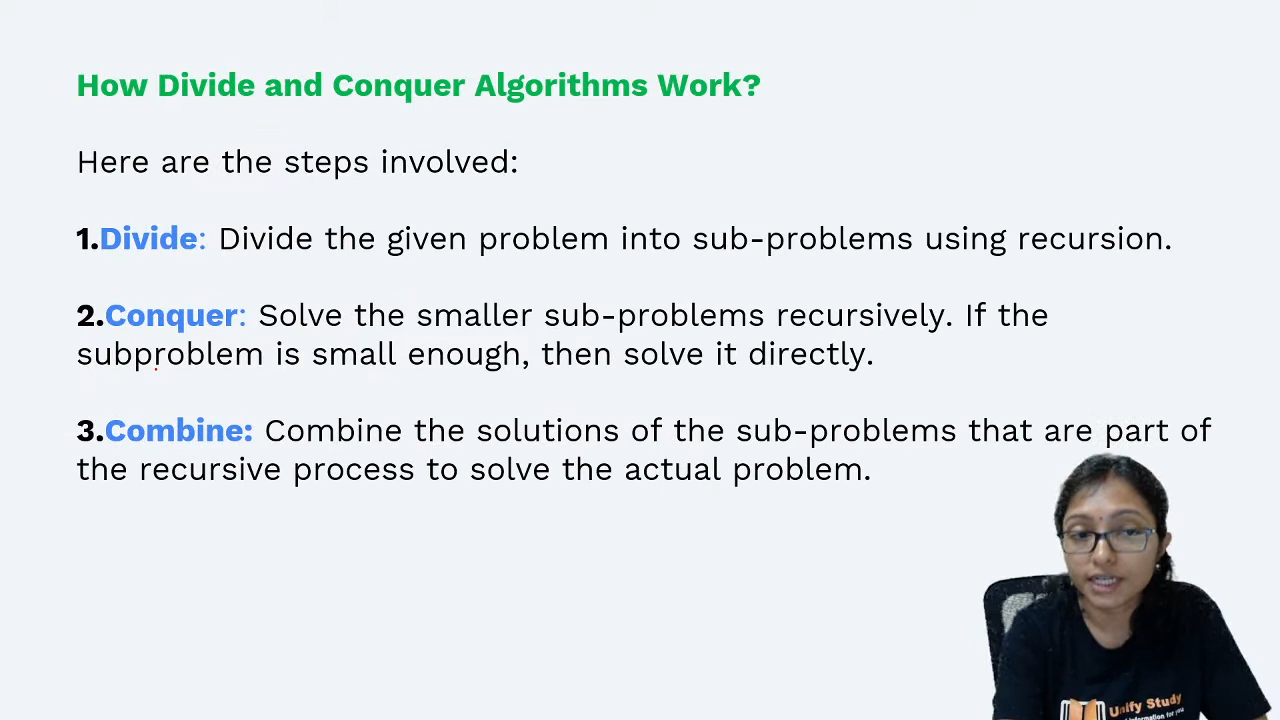 How Divide and Conquer Algorithms Work?
Here are the steps involved:
1.Divide: Divide the given problem into sub-problems using recursion.
2.Conquer: Solve the smaller sub-problems recursively. If the
subproblem is small enough, then solve it directly.
3.Combine: Combine the solutions of the sub-problems that are part of
the recursive process to solve the actual problem.
Unify Study
information for you